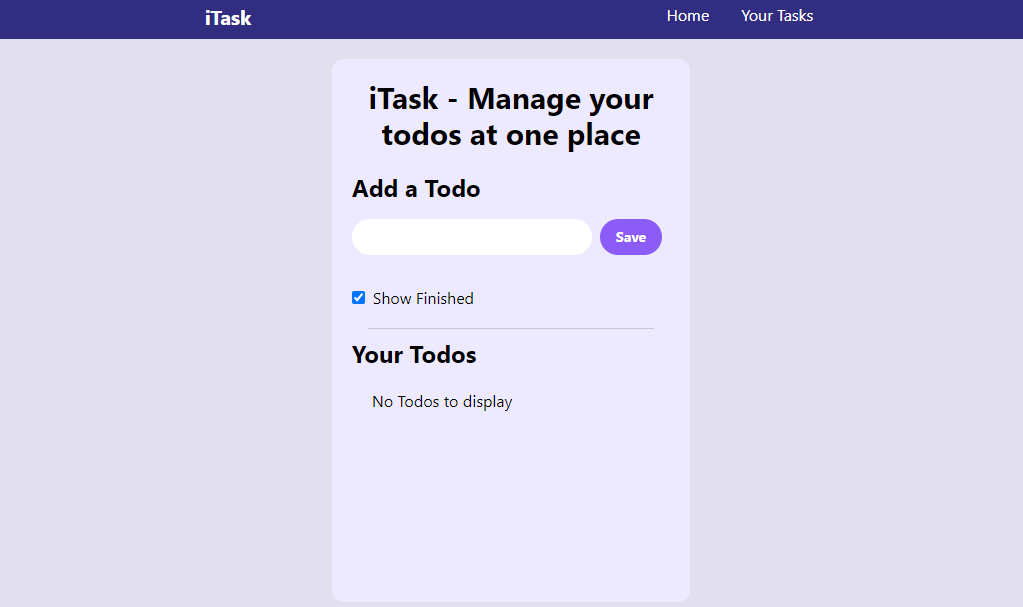 iTask
Home
Your Tasks
iTask - Manage your
todos at one place
Add a Todo
Save
Show Finished
Your Todos
No Todos to display